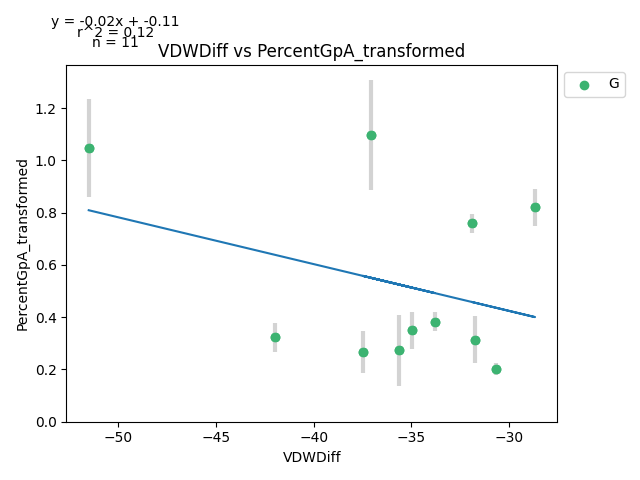 y = -0.02x + -0.11
r^2 = 0.12
n = 11
VDWDiff vs PercentGpA_transformed
G
PercentGpA_transformed
1.2
1.0
0.8
0.6
0.4
0.2
0.0
−50
−45
−40
−35
−30
VDWDiff